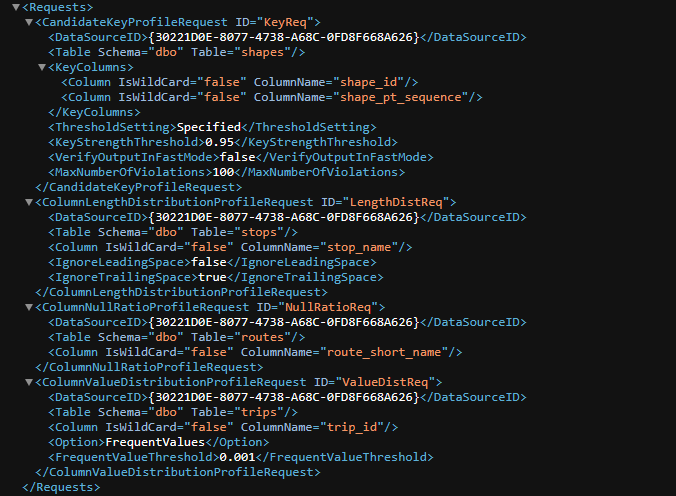 <Requests>
<CandidateKeyProfileRequest ID="KeyReq">
<DataSourceID>{30221D0E-8077-4738-A68C-0FD8F668A626}</DataSourceID>
<Table Schema="dbo" Table="shapes"/>
<KeyColumns>
<Column IsWildCard="false" ColumnName="shape_id"/>
<Column IsWildCard="false" ColumnName="shape_pt_sequence"/>
</KeyColumns>
<ThresholdSetting>Specified</ThresholdSetting>
<KeyStrengthThreshold>0.95</KeyStrengthThreshold>
<VerifyOutputInFastMode>false</VerifyOutputInFastMode>
<MaxNumberOfViolations>100</MaxNumberOfViolations>
</CandidateKeyProfileRequest>
<ColumnLengthDistributionProfileRequest ID="LengthDistReq">
<DataSourceID>{30221D0E-8077-4738-A68C-0FD8F668A626}</DataSourceID>
<Table Schema="dbo" Table="stops"/>
<Column IsWildCard="false" ColumnName="stop_name"/>
<IgnoreLeadingSpace>false</IgnoreLeadingSpace>
<IgnoreTrailingSpace>true</IgnoreTrailingSpace>
</ColumnLengthDistributionProfileRequest>
<ColumnNullRatioProfileRequest ID="NullRatioReq">
<DataSourceID>{30221D0E-8077-4738-A68C-0FD8F668A626}</DataSourceID>
<Table Schema="dbo" Table="routes"/>
<Column IsWildCard="false" ColumnName="route_short_name"/>
</ColumnNullRatioProfileRequest>
<ColumnValueDistributionProfileRequest ID="ValueDistReq">
<DataSourceID>{30221D0E-8077-4738-A68C-0FD8F668A626}</DataSourceID>
<Table Schema="dbo" Table="trips"/>
<Column IsWildCard="false" ColumnName="trip_id"/>
<Option>FrequentValues</Option>
<FrequentValueThreshold>0.001</FrequentValueThreshold>
</ColumnValueDistributionProfileRequest>
</Requests>